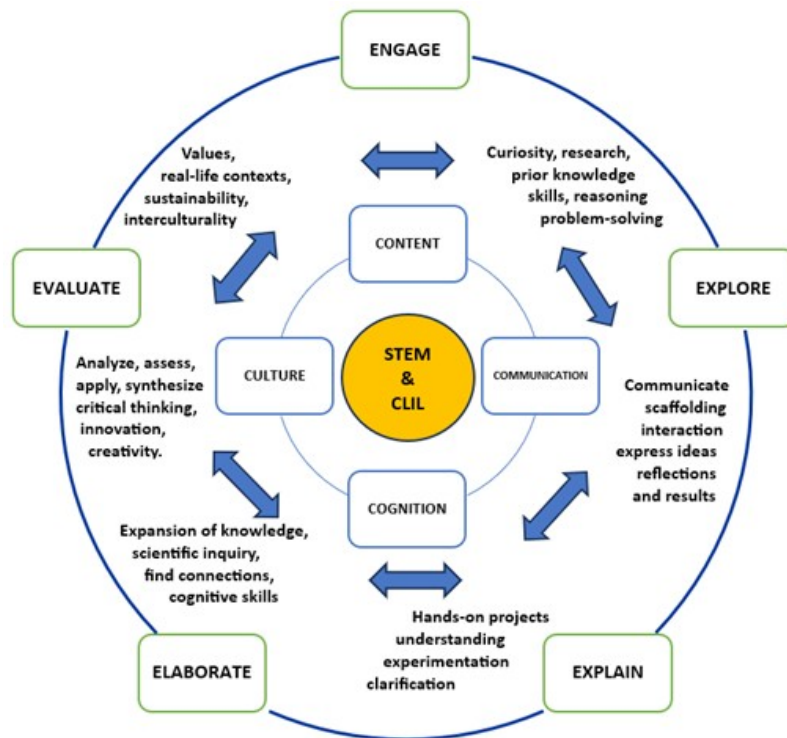 ENGAGE
Values,
real-life contexts,
sustainability,
interculturality
Curiosity, research,
prior knowledge
skills, reasoning
problem-solving
CONTENT
EVALUATE
EXPLORE
CULTURE
STEM
&
CLIL
COMMUNICATION
Analyze, assess,
apply, synthesize
critical thinking,
innovation,
creativity.
Communicate
scaffolding
interaction
express ideas
reflections
and results
COGNITION
Expansion of knowledge,
scientific inquiry,
find connections,
cognitive skills
Hands-on projects
understanding
experimentation
clarification
ELABORATE
EXPLAIN